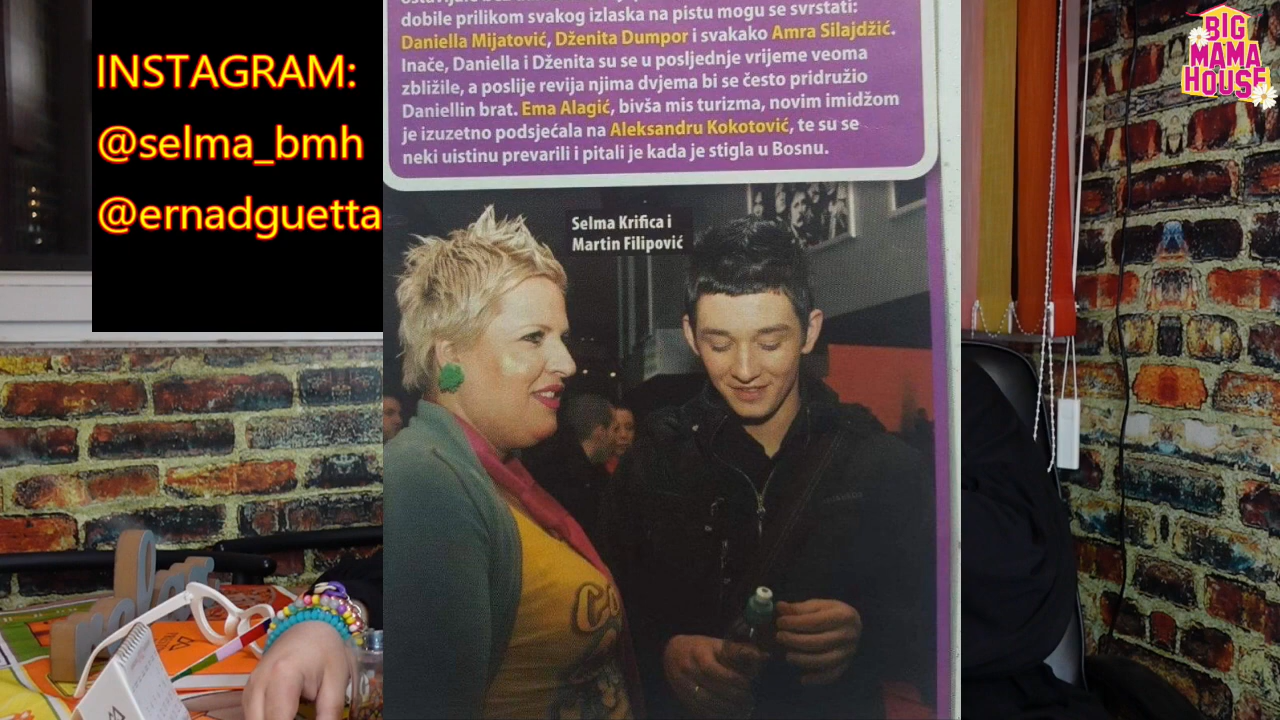 INSTAGRAM:
@selma_bmh
@ernadguetta
dobile prilikom svakog izlaska na pistu mogu se svrstati:
Daniella Mijatović, Dženita Dumpor i svakako Amra Silajdžić.
Inače, Daniella i Dženita su se u posljednje vrijeme veoma
zbližile, a poslije revija njima dvjema bi se često pridružio
Daniellin brat. Ema Alagić, bivša mis turizma, novim imidžom
je izuzetno podsjećala na Aleksandru Kokotović, te su se
neki uistinu prevarili i pitali je kada je stigla u Bosnu.
Selma Krifica i
Martin Filipović
BIG
MAMA
HOUSE